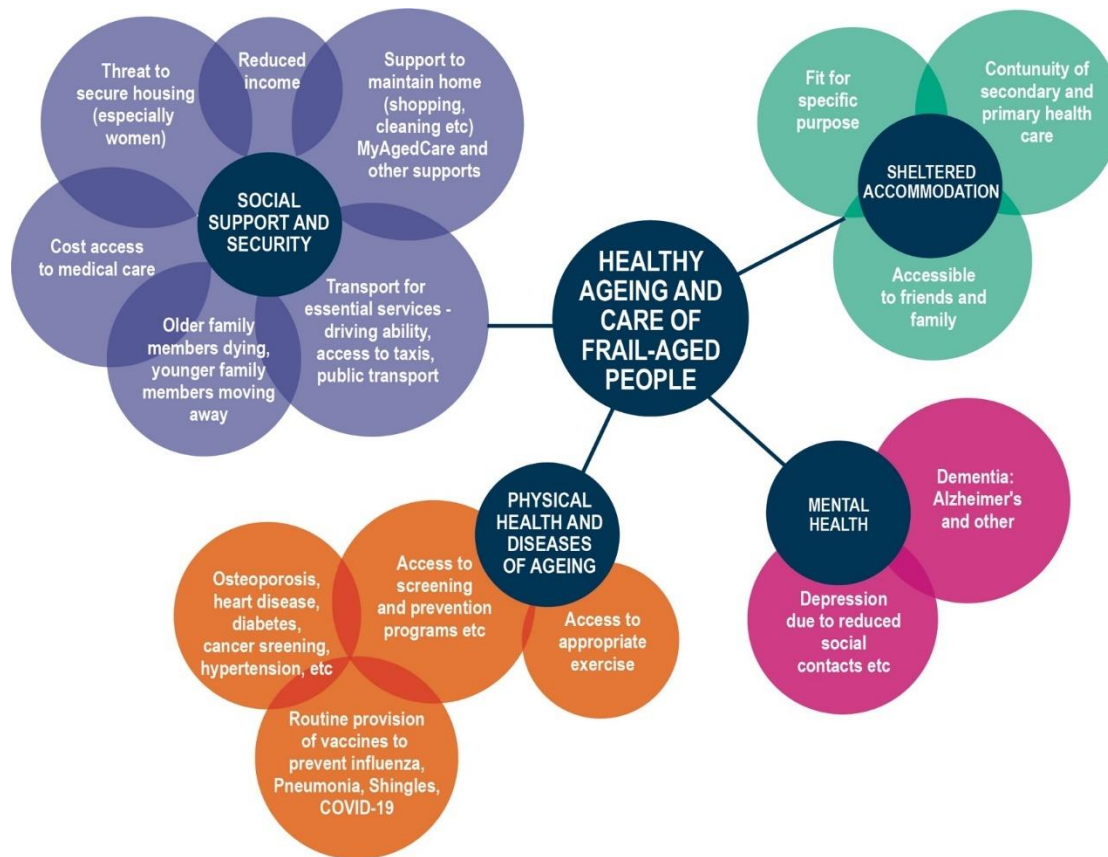 Threat to
secure housing
(especially
women)
Reduced
income
Support to
maintain home
(shopping,
cleaning etc)
MyAgedCare and
other supports
SOCIAL
SUPPORT AND
SECURITY
Cost access
to medical care
Older family
members dying,
younger family
members moving
away
Transport for
essential services -
driving ability,
access to taxis,
public transport
HEALTHY
AGEING AND
CARE OF
FRAIL-AGED
PEOPLE
Fit for
specific
purpose
Contunuity of
secondary and
primary health
care
SHELTERED
ACCOMMODATION
Accessible
to friends and
family
PHYSICAL
HEALTH AND
DISEASES
OF AGEING
Osteoporosis,
heart disease,
diabetes,
cancer sreening,
hypertension, etc
Access to
screening
and prevention
programs etc
Access to
appropriate
exercise
Routine provision
of vaccines to
prevent influenza,
Pneumonia, Shingles,
COVID-19
MENTAL
HEALTH
Dementia:
Alzheimer's
and other
Depression
due to reduced
social
contacts etc